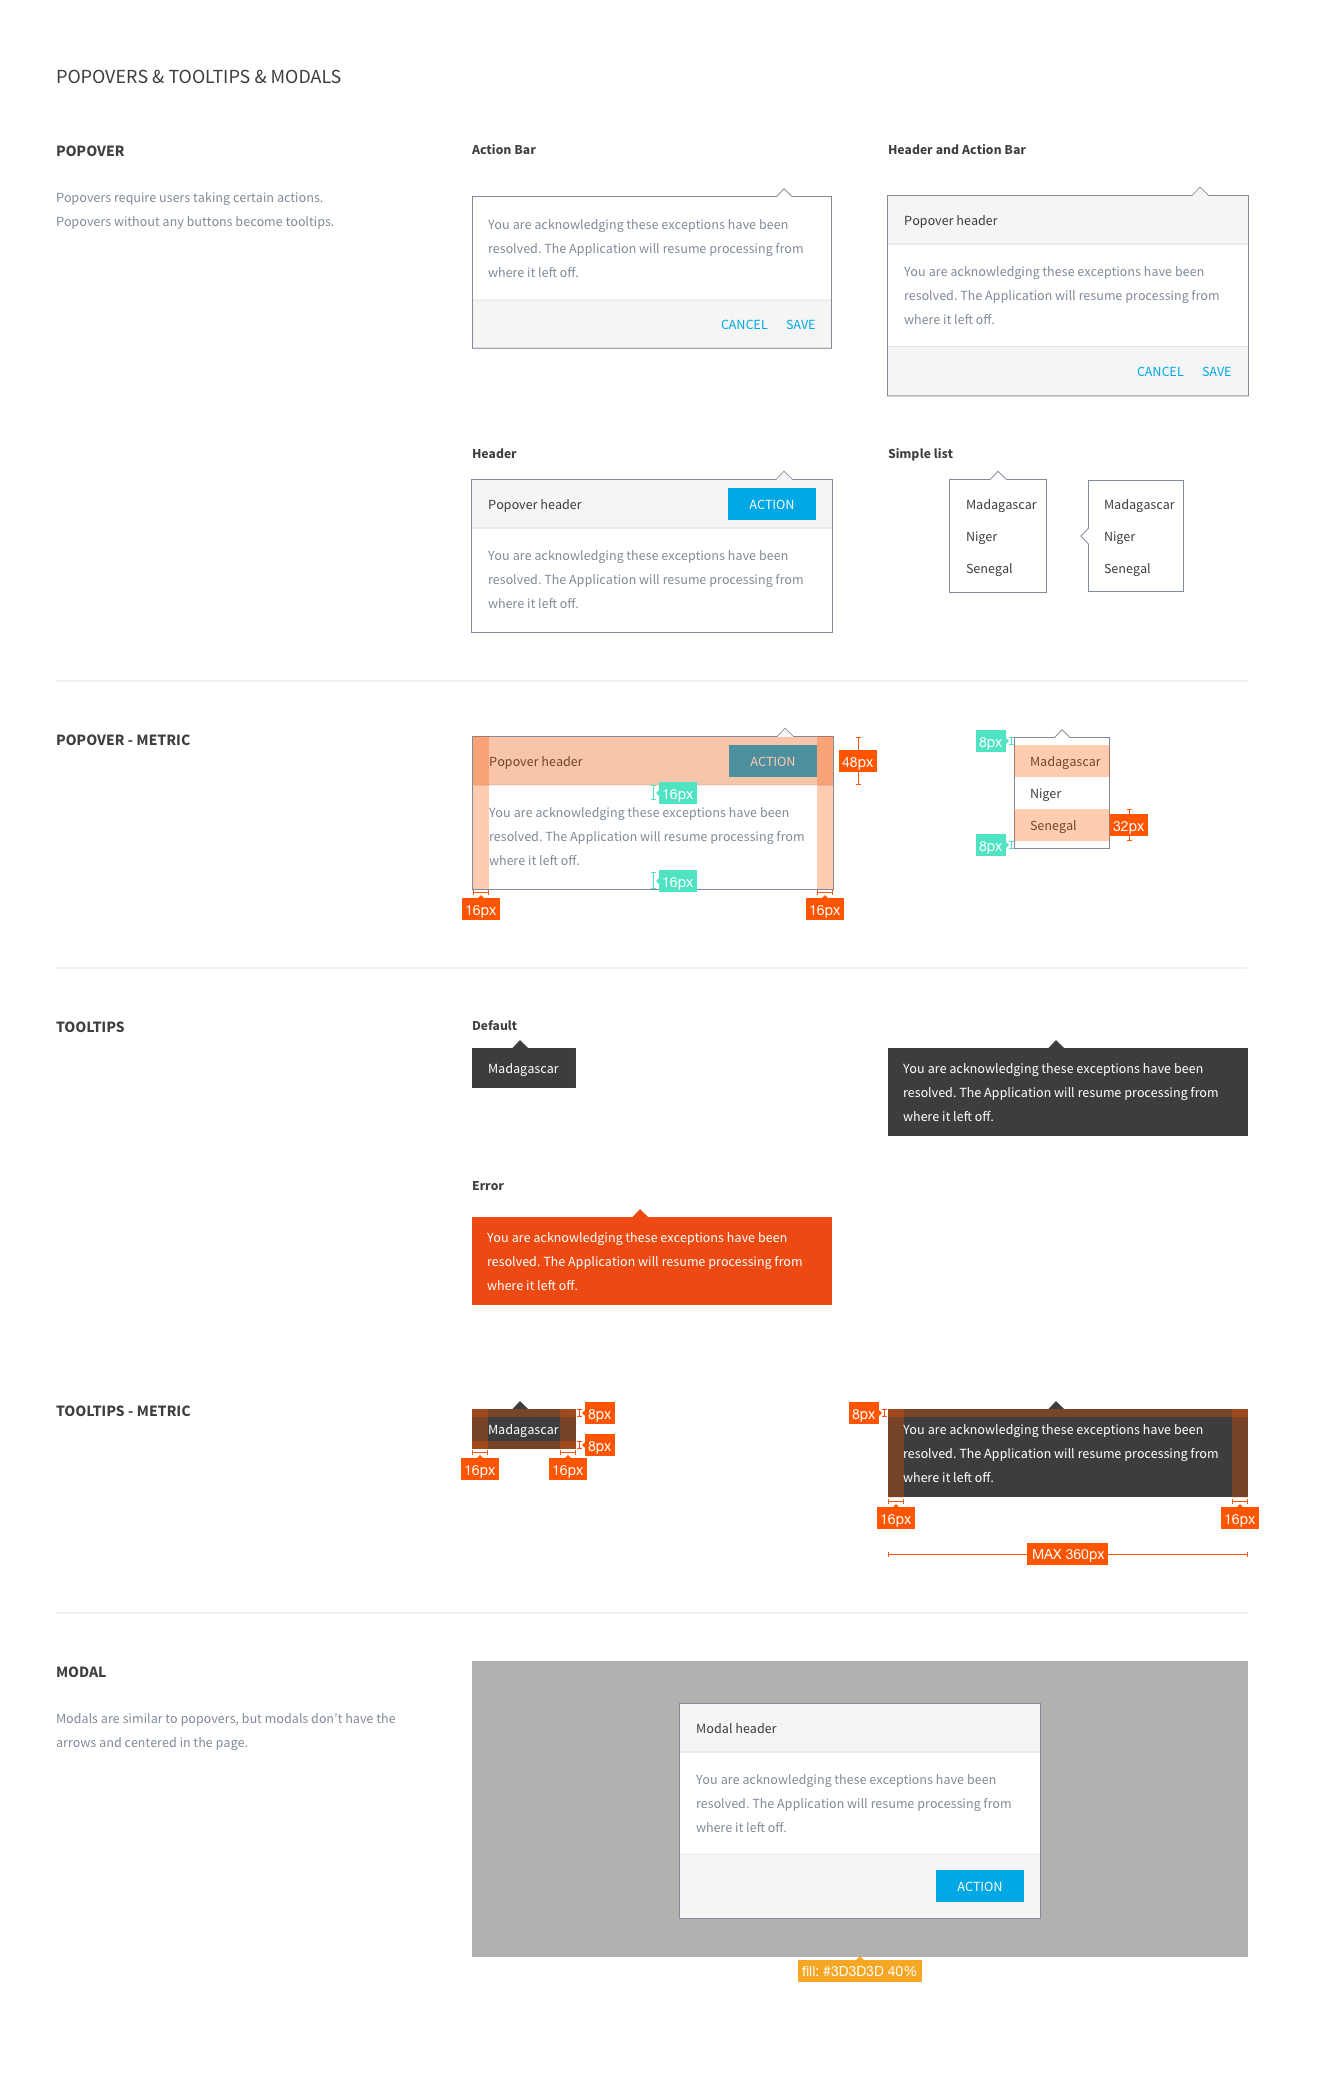 POPOVERS & TOOLTIPS & MODALS
POPOVER
Popovers require users taking certain actions.
Popovers without any buttons become tooltips.
Action Bar
You are acknowledging these exceptions have been
resolved. The Application will resume processing from
where it left off.
CANCEL SAVE
Header and Action Bar
Popover header
You are acknowledging these exceptions have been
resolved. The Application will resume processing from
where it left off.
CANCEL SAVE
Header
Popover header ACTION
You are acknowledging these exceptions have been
resolved. The Application will resume processing from
where it left off.
Simple list
Madagascar
Niger
Senegal
Madagascar
Niger
Senegal
POPOVER - METRIC
Popover header ACTION
48px
16px
You are acknowledging these exceptions have been
resolved. The Application will resume processing from
where it left off.
16px
16px
16px
8px
Madagascar
Niger
Senegal
32px
8px
TOOLTIPS
Default
Madagascar
You are acknowledging these exceptions have been
resolved. The Application will resume processing from
where it left off.
Error
You are acknowledging these exceptions have been
resolved. The Application will resume processing from
where it left off.
TOOLTIPS - METRIC
Madagascar
8px
8px
16px
16px
8px
You are acknowledging these exceptions have been
resolved. The Application will resume processing from
where it left off.
16px
16px
MAX 360px
MODAL
Modals are similar to popovers, but modals don’t have the
arrows and centered in the page.
Modal header
You are acknowledging these exceptions have been
resolved. The Application will resume processing from
where it left off.
ACTION
fill: #3D3D3D 40%